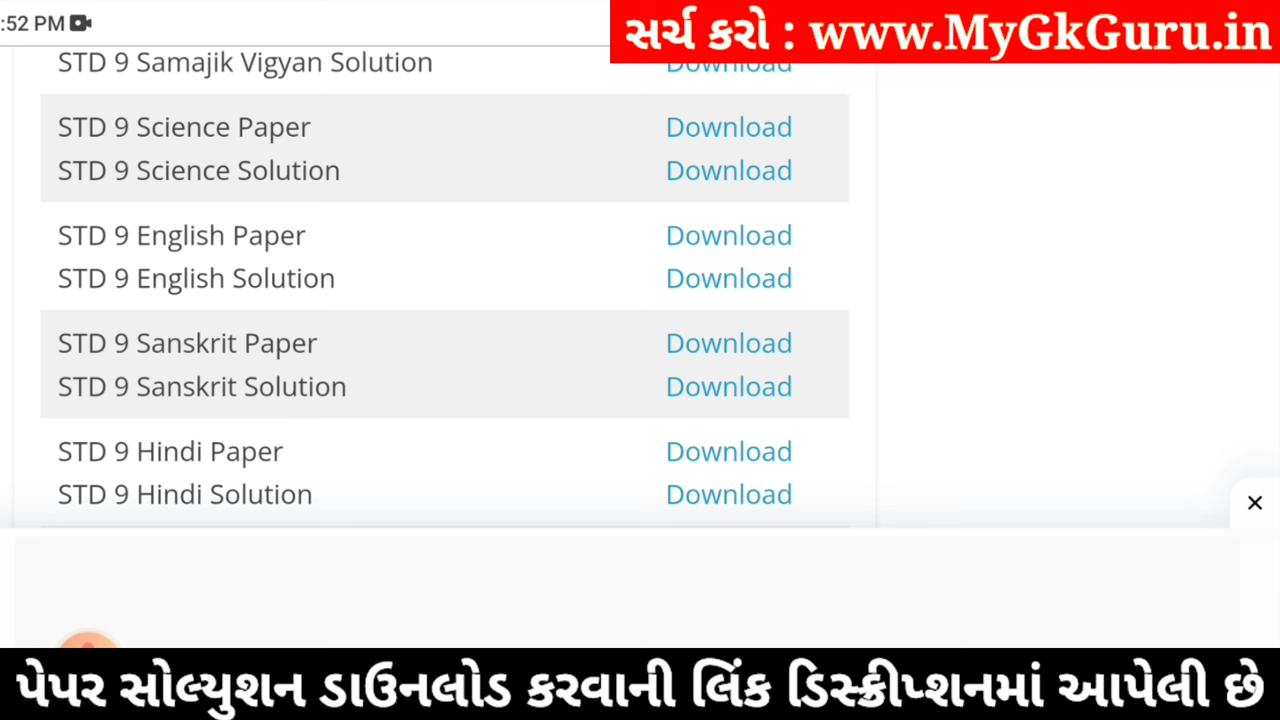 :52 PM
સર્ચ કરો : www.MyGkGuru.in
STD 9 Samajik Vigyan Solution Download
STD 9 Science Paper Download
STD 9 Science Solution Download
STD 9 English Paper Download
STD 9 English Solution Download
STD 9 Sanskrit Paper Download
STD 9 Sanskrit Solution Download
STD 9 Hindi Paper Download
STD 9 Hindi Solution Download
પેપર સોલ્યુશન ડાઉનલોડ કરવાની લિંક ડિસ્ક્રીપ્શનમાં આપેલી છે